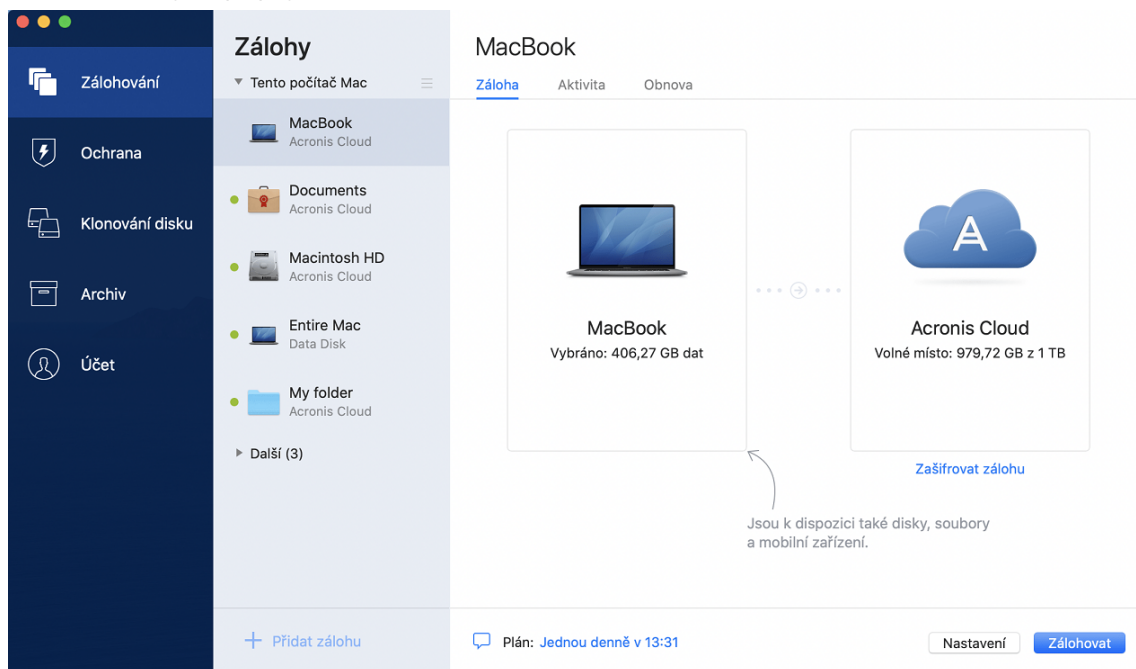 Zálohování
Ochrana
Klonování disku
Archiv
Účet
Zálohy
Tento počítač Mac
MacBook
Acronis Cloud
Documents
Acronis Cloud
Macintosh HD
Acronis Cloud
Entire Mac
Data Disk
My folder
Acronis Cloud
Další (3)
Přidat zálohu
MacBook
Záloha Aktivita Obnova
MacBook
Vybráno: 406,27 GB dat
A
Acronis Cloud
Volné místo: 979,72 GB z 1 TB
Zašifrovat zálohu
Jsou k dispozici také disky, soubory
a mobilní zařízení.
Plán: Jednou denně v 13:31
Nastavení
Zálohovat